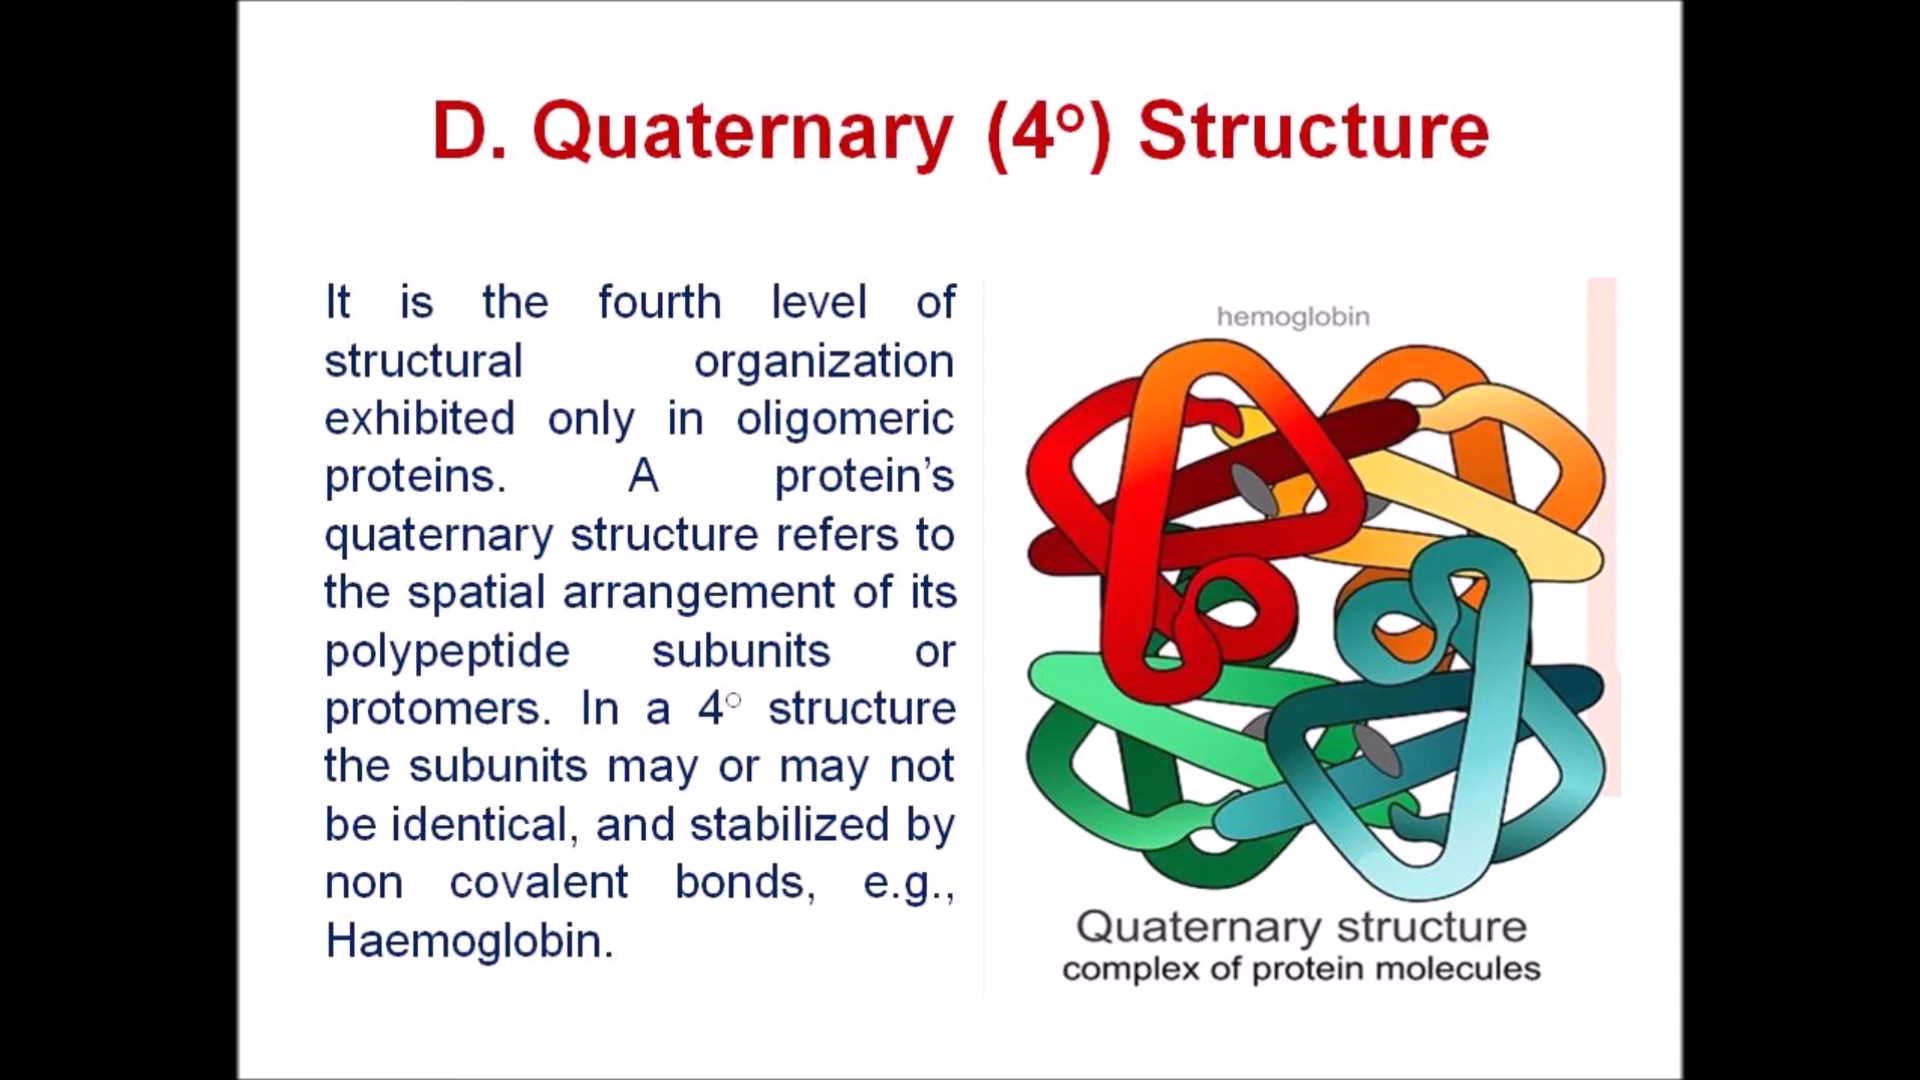 D. Quaternary (4°) Structure
It is the fourth level of
structural organization
exhibited only in oligomeric
proteins. A protein’s
quaternary structure refers to
the spatial arrangement of its
polypeptide subunits or
protomers. In a 4° structure
the subunits may or may not
be identical, and stabilized by
non covalent bonds, e.g.,
Haemoglobin.
hemoglobin
Quaternary structure
complex of protein molecules